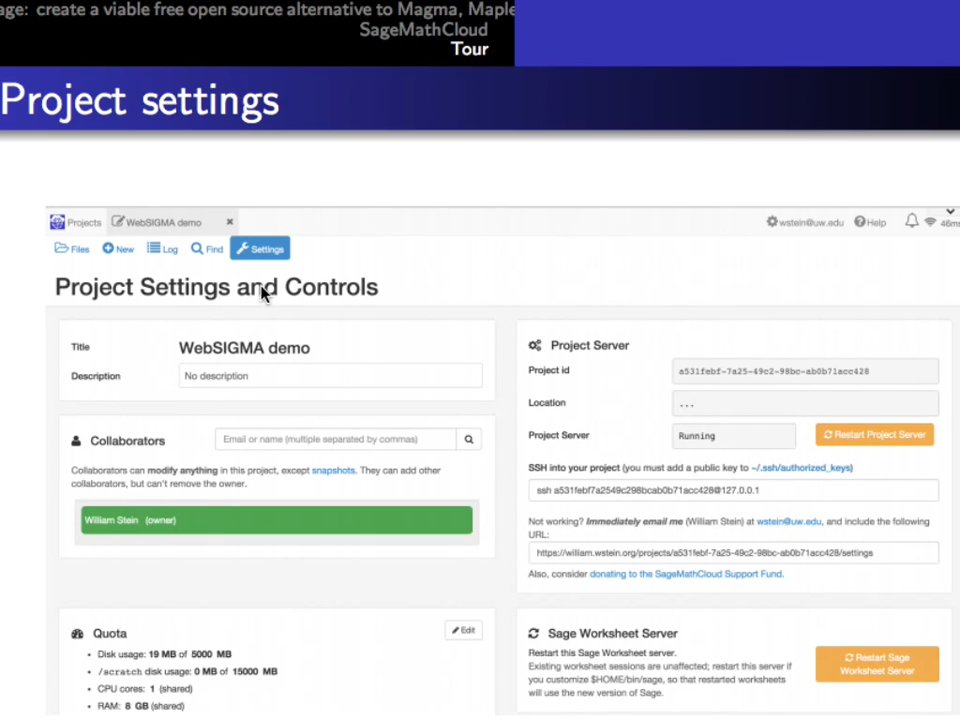 age: create a viable free open source alternative to Magma, Maple
SageMathCloud
Tour
Project settings
Projects WebSIGMA demo × wstein@uw.edu Help 46ms
Files New Log Find Settings
Project Settings and Controls
Title WebSIGMA demo
Description No description
Collaborators Email or name (multiple separated by commas)
Collaborators can modify anything in this project, except snapshots. They can add other
collaborators, but can't remove the owner.
William Stein (owner)
Quota Edit
• Disk usage: 19 MB of 5000 MB
• /scratch disk usage: 0 MB of 15000 MB
• CPU cores: 1 (shared)
• RAM: 8 GB (shared)
Project Server
Project id a531febf-7a25-49c2-98bc-ab0b71acc428
Location ...
Project Server Running Restart Project Server
SSH into your project (you must add a public key to ~/.ssh/authorized_keys)
ssh a531febf7a2549c298bcab0b71acc428@127.0.0.1
Not working? Immediately email me (William Stein) at wstein@uw.edu, and include the following
URL:
https://william.wstein.org/projects/a531febf-7a25-49c2-98bc-ab0b71acc428/settings
Also, consider donating to the SageMathCloud Support Fund.
Sage Worksheet Server
Restart this Sage Worksheet server.
Existing worksheet sessions are unaffected; restart this server if
you customize $HOME/bin/sage, so that restarted worksheets
will use the new version of Sage.
Restart Sage
Worksheet Server